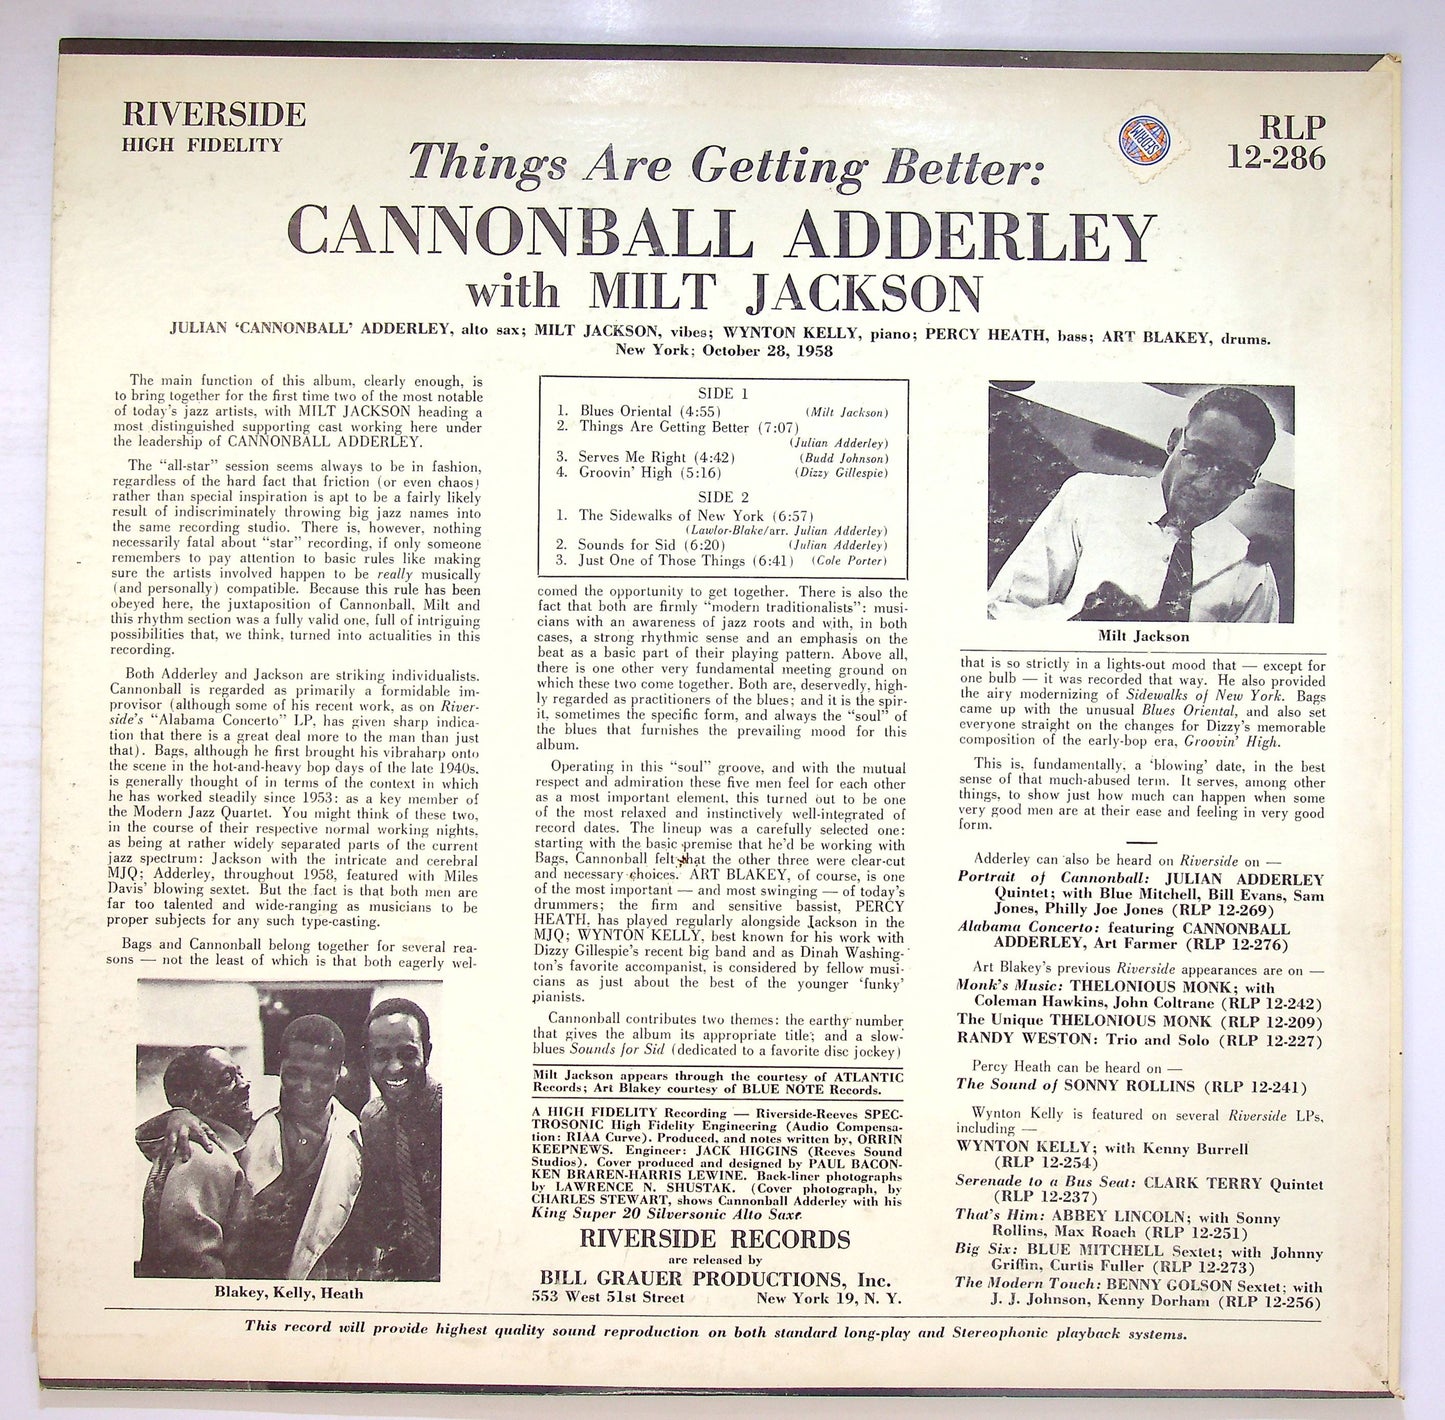 RIVERSIDE
HIGH FIDELITY
WIBBERS
RLP
12-286
Things Are Getting Better:
CANNONBALL ADDERLEY
with MILT JACKSON
JULIAN ‘CANNONBALL’ ADDERLEY, alto sax; MILT JACKSON, vibes; WYNTON KELLY, piano; PERCY HEATH, bass; ART BLAKEY, drums.
New York; October 28, 1958
The main function of this album, clearly enough, is
to bring together for the first time two of the most notable
of today’s jazz artists, with MILT JACKSON heading a
most distinguished supporting cast working here under
the leadership of CANNONBALL ADDERLEY.
The “all-star” session seems always to be in fashion,
regardless of the hard fact that friction (or even chaos)
rather than special inspiration is apt to be a fairly likely
result of indiscriminately throwing big jazz names into
the same recording studio. There is, however, nothing
necessarily fatal about “star” recording, if only someone
remembers to pay attention to basic rules like making
sure the artists involved happen to be really musically
(and personally) compatible. Because this rule has been
obeyed here, the juxtaposition of Cannonball, Milt and
this rhythm section was a fully valid one, full of intriguing
possibilities that, we think, turned into actualities in this
recording.
Both Adderley and Jackson are striking individualists.
Cannonball is regarded as primarily a formidable im-
provisor (although some of his recent work, as on River-
side’s “Alabama Concerto” LP, has given sharp indica-
tion that there is a great deal more to the man than just
that). Bags, although he first brought his vibraharp onto
the scene in the hot-and-heavy bop days of the late 1940s,
is generally thought of in terms of the context in which
he has worked steadily since 1953: as a key member of
the Modern Jazz Quartet. You might think of these two,
in the course of their respective normal working nights,
as being at rather widely separated parts of the current
jazz spectrum: Jackson with the intricate and cerebral
MJQ; Adderley, throughout 1958, featured with Miles
Davis’ blowing sextet. But the fact is that both men are
far too talented and wide-ranging as musicians to be
proper subjects for any such type-casting.
Bags and Cannonball belong together for several rea-
sons — not the least of which is that both eagerly wel-
Blakey, Kelly, Heath
SIDE 1
1. Blues Oriental (4:55) (Milt Jackson)
2. Things Are Getting Better (7:07)
(Julian Adderley)
3. Serves Me Right (4:42) (Budd Johnson)
4. Groovin’ High (5:16) (Dizzy Gillespie)
SIDE 2
1. The Sidewalks of New York (6:57)
(Lawlor-Blake/arr. Julian Adderley)
2. Sounds for Sid (6:20) (Julian Adderley)
3. Just One of Those Things (6:41) (Cole Porter)
comed the opportunity to get together. There is also the
fact that both are firmly “modern traditionalists”: musi-
cians with an awareness of jazz roots and with, in both
cases, a strong rhythmic sense and an emphasis on the
beat as a basic part of their playing pattern. Above all,
there is one other very fundamental meeting ground on
which these two come together. Both are, deservedly, high-
ly regarded as practitioners of the blues; and it is the spir-
it, sometimes the specific form, and always the “soul” of
the blues that furnishes the prevailing mood for this
album.
Operating in this “soul” groove, and with the mutual
respect and admiration these five men feel for each other
as a most important element, this turned out to be one
of the most relaxed and instinctively well-integrated of
record dates. The lineup was a carefully selected one:
starting with the basic premise that he’d be working with
Bags, Cannonball felt that the other three were clear-cut
and necessary choices. ART BLAKEY, of course, is one
of the most important — and most swinging — of today’s
drummers; the firm and sensitive bassist, PERCY
HEATH, has played regularly alongside Jackson in the
MJQ; WYNTON KELLY, best known for his work with
Dizzy Gillespie’s recent big band and as Dinah Washing-
ton’s favorite accompanist, is considered by fellow musi-
cians as just about the best of the younger ‘funky’
pianists.
Cannonball contributes two themes: the earthy number
that gives the album its appropriate title; and a slow-
blues Sounds for Sid (dedicated to a favorite disc jockey)
Milt Jackson appears through the courtesy of ATLANTIC
Records; Art Blakey courtesy of BLUE NOTE Records.
A HIGH FIDELITY Recording — Riverside-Reeves SPEC-
TROSONIC High Fidelity Engineering (Audio Compensa-
tion: RIAA Curve). Produced, and notes written by, ORRIN
KEEPNEWS. Engineer: JACK HIGGINS (Reeves Sound
Studios). Cover produced and designed by PAUL BACON-
KEN BRAREN-HARRIS LEWINE. Back-liner photographs
by LAWRENCE N. SHUSTAK. (Cover photograph, by
CHARLES STEWART, shows Cannonball Adderley with his
King Super 20 Silversonic Alto Sax.
RIVERSIDE RECORDS
are released by
BILL GRAUER PRODUCTIONS, Inc.
553 West 51st Street New York 19, N. Y.
Milt Jackson
that is so strictly in a lights-out mood that — except for
one bulb — it was recorded that way. He also provided
the airy modernizing of Sidewalks of New York. Bags
came up with the unusual Blues Oriental, and also set
everyone straight on the changes for Dizzy’s memorable
composition of the early-bop era, Groovin’ High.
This is, fundamentally, a ‘blowing’ date, in the best
sense of that much-abused term. It serves, among other
things, to show just how much can happen when some
very good men are at their ease and feeling in very good
form.
Adderley can also be heard on Riverside on —
Portrait of Cannonball: JULIAN ADDERLEY
Quintet; with Blue Mitchell, Bill Evans, Sam
Jones, Philly Joe Jones (RLP 12-269)
Alabama Concerto: featuring CANNONBALL
ADDERLEY, Art Farmer (RLP 12-276)
Art Blakey’s previous Riverside appearances are on —
Monk’s Music: THELONIOUS MONK; with
Coleman Hawkins, John Coltrane (RLP 12-242)
The Unique THELONIOUS MONK (RLP 12-209)
RANDY WESTON: Trio and Solo (RLP 12-227)
Percy Heath can be heard on —
The Sound of SONNY ROLLINS (RLP 12-241)
Wynton Kelly is featured on several Riverside LPs,
including —
WYNTON KELLY; with Kenny Burrell
(RLP 12-254)
Serenade to a Bus Seat: CLARK TERRY Quintet
(RLP 12-237)
That’s Him: ABBEY LINCOLN; with Sonny
Rollins, Max Roach (RLP 12-251)
Big Six: BLUE MITCHELL Sextet; with Johnny
Griffin, Curtis Fuller (RLP 12-273)
The Modern Touch: BENNY GOLSON Sextet; with
J. J. Johnson, Kenny Dorham (RLP 12-256)
This record will provide highest quality sound reproduction on both standard long-play and Stereophonic playback systems.